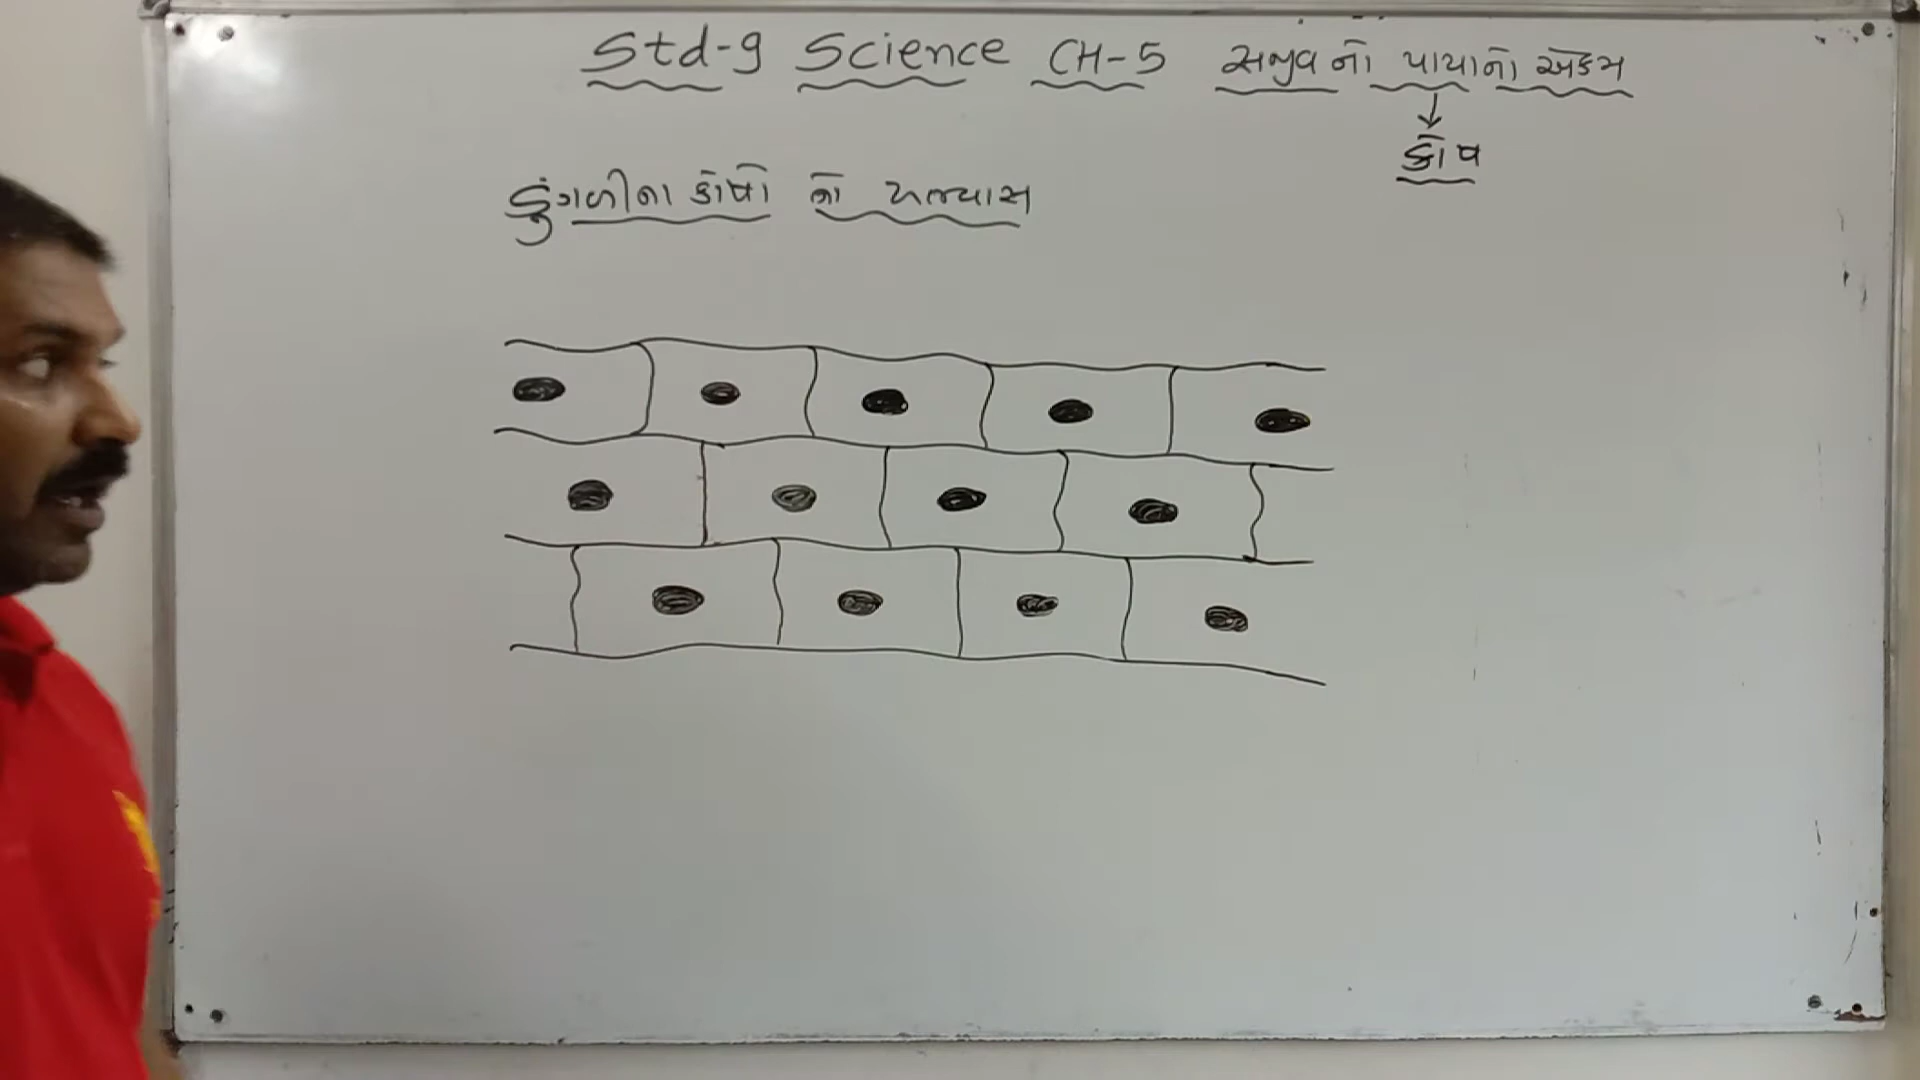 Std-9 Science CH-5 સજીવનો પાયાનો એકમ
કોષ
ડુંગળીના કોષોનો અભ્યાસ